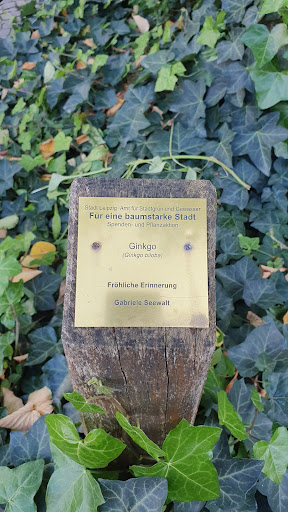 Stadt Leipzig · Amt für Stadtgrün und Gewässer
Für eine baumstarke Stadt
Spenden- und Pflanzaktion
Ginkgo
(Ginkgo biloba)
Fröhliche Erinnerung
Gabriele Seewalt